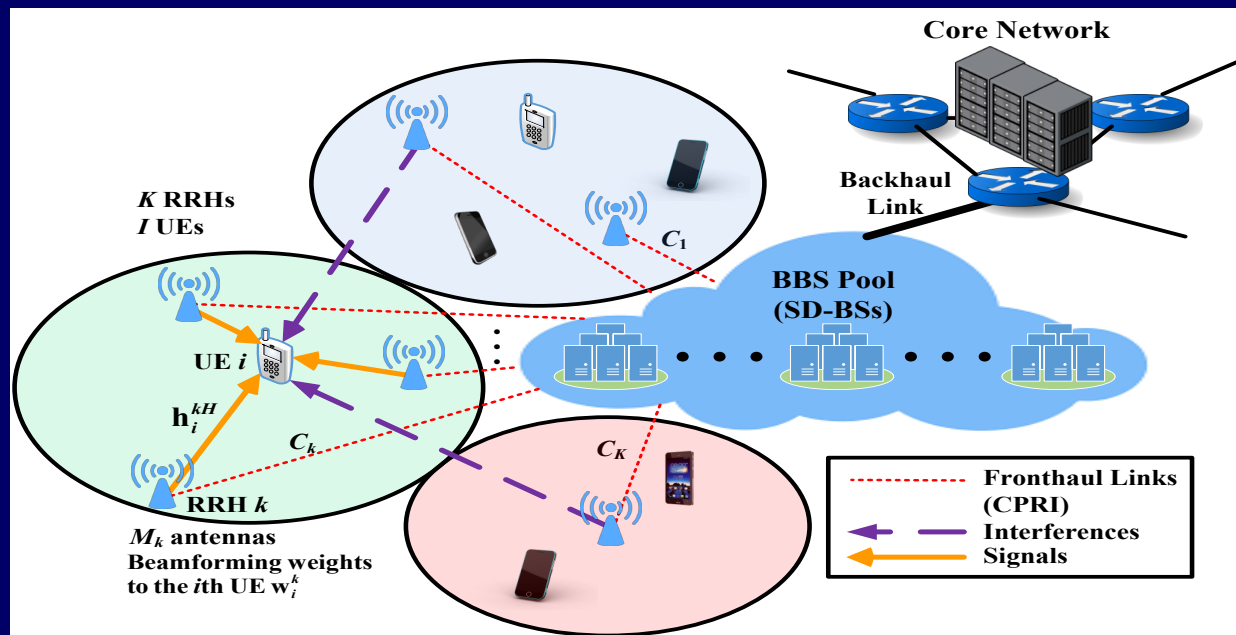 Core Network
Backhaul
Link
K RRHs
I UEs
C₁
BBS Pool
(SD-BSs)
UE i
h_i^{kH}
C_k
C_K
RRH k
M_k antennas
Beamforming weights
to the ith UE w_i^k
Fronthaul Links
(CPRI)
Interferences
Signals